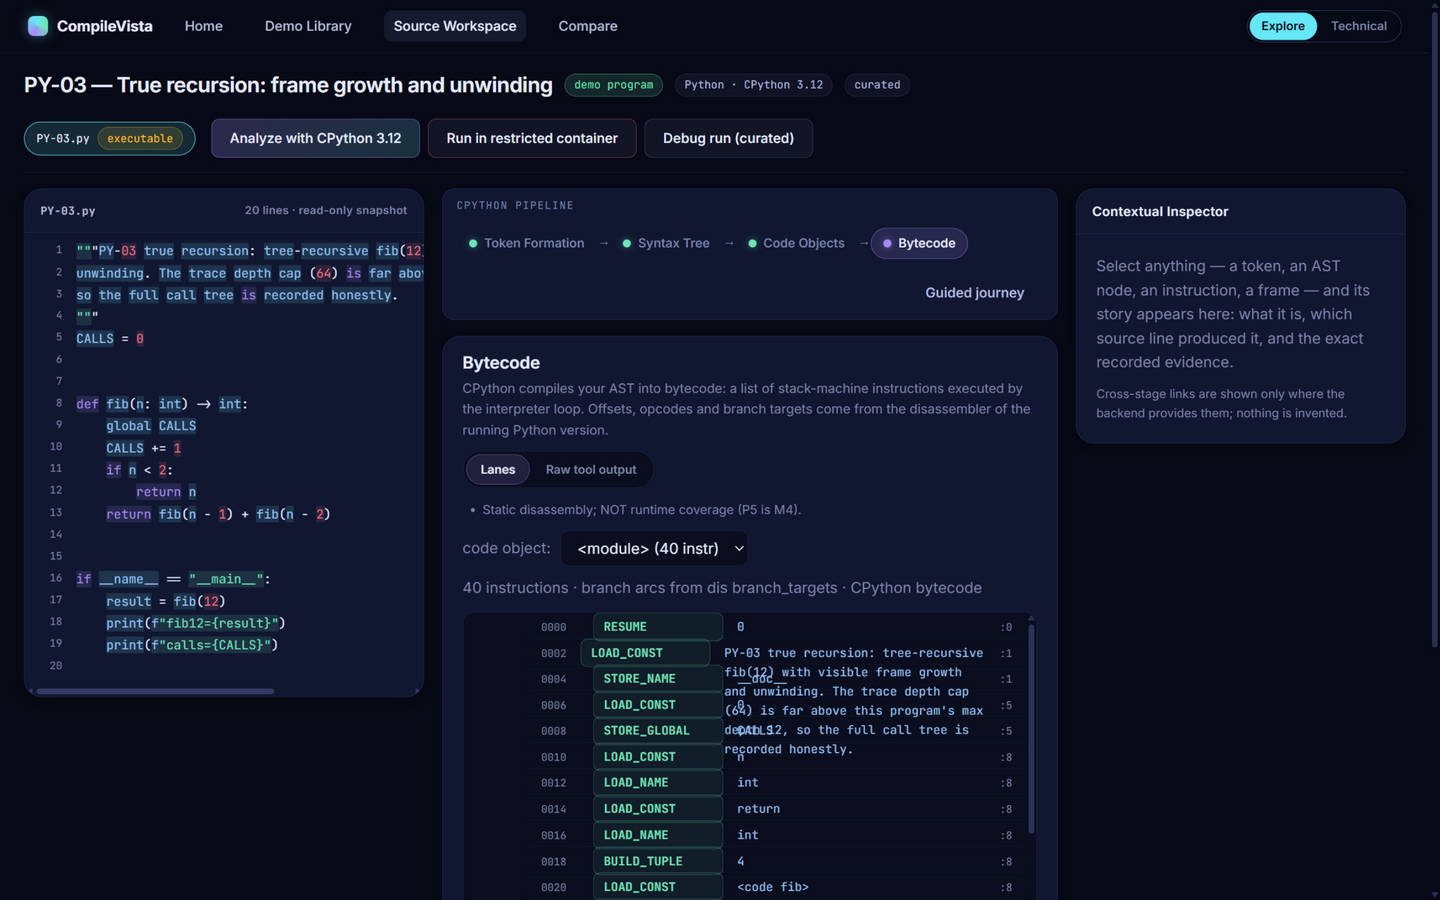 CompileVista
Home
Demo Library
Source Workspace
Compare
Explore
Technical
PY-03 — True recursion: frame growth and unwinding
demo program
Python · CPython 3.12
curated
PY-03.py executable
Analyze with CPython 3.12
Run in restricted container
Debug run (curated)
PY-03.py
20 lines · read-only snapshot
1 """PY-03 true recursion: tree-recursive fib(12
2 unwinding. The trace depth cap (64) is far abov
3 so the full call tree is recorded honestly.
4 """
5 CALLS = 0
6
7
8 def fib(n: int) -> int:
9 global CALLS
10 CALLS += 1
11 if n < 2:
12 return n
13 return fib(n - 1) + fib(n - 2)
14
15
16 if __name__ == "__main__":
17 result = fib(12)
18 print(f"fib12={result}")
19 print(f"calls={CALLS}")
20
CPYTHON PIPELINE
Token Formation → Syntax Tree → Code Objects → Bytecode
Guided journey
Bytecode
CPython compiles your AST into bytecode: a list of stack-machine instructions executed by
the interpreter loop. Offsets, opcodes and branch targets come from the disassembler of the
running Python version.
Lanes
Raw tool output
• Static disassembly; NOT runtime coverage (P5 is M4).
code object: <module> (40 instr)
40 instructions · branch arcs from dis branch_targets · CPython bytecode
0000 RESUME 0 :0
0002 LOAD_CONST PY-03 true recursion: tree-recursive :1
fib(12) with visible frame growth
0004 STORE_NAME __doc__ :1
and unwinding. The trace depth cap
0006 LOAD_CONST 0 :5
(64) is far above this program's max
0008 STORE_GLOBAL CALLS :5
depth 12, so the full call tree is
recorded honestly.
0010 LOAD_CONST n :8
0012 LOAD_NAME int :8
0014 LOAD_CONST return :8
0016 LOAD_NAME int :8
0018 BUILD_TUPLE 4 :8
0020 LOAD_CONST <code fib> :8
Contextual Inspector
Select anything — a token, an AST
node, an instruction, a frame — and its
story appears here: what it is, which
source line produced it, and the exact
recorded evidence.
Cross-stage links are shown only where the
backend provides them; nothing is invented.